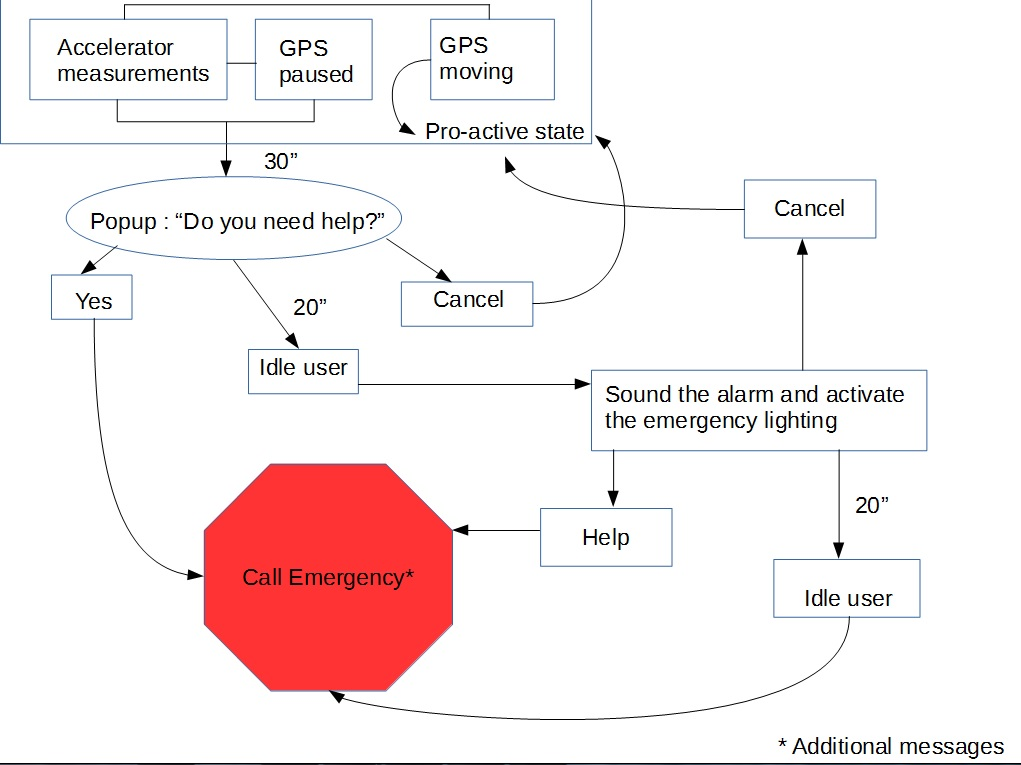 Accelerator
measurements
GPS
paused
GPS
moving
Pro-active state
30”
Popup : “Do you need help?”
Cancel
Yes
Cancel
20”
Idle user
Sound the alarm and activate
the emergency lighting
20”
Help
Call Emergency*
Idle user
* Additional messages